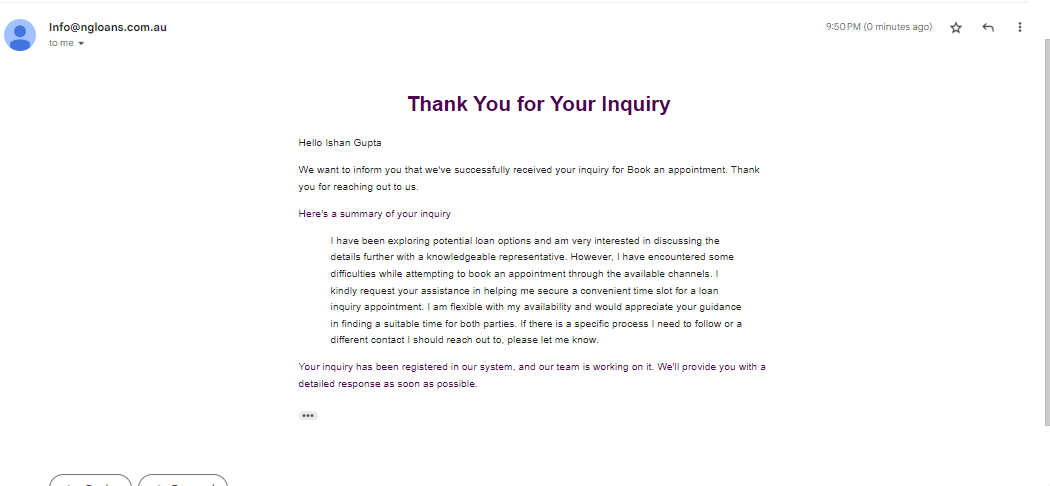 Info@ngloans.com.au
9:50 PM (0 minutes ago)
to me
Thank You for Your Inquiry
Hello Ishan Gupta
We want to inform you that we've successfully received your inquiry for Book an appointment. Thank
you for reaching out to us.
Here's a summary of your inquiry
I have been exploring potential loan options and am very interested in discussing the
details further with a knowledgeable representative. However, I have encountered some
difficulties while attempting to book an appointment through the available channels. I
kindly request your assistance in helping me secure a convenient time slot for a loan
inquiry appointment. I am flexible with my availability and would appreciate your guidance
in finding a suitable time for both parties. If there is a specific process I need to follow or a
different contact I should reach out to, please let me know.
Your inquiry has been registered in our system, and our team is working on it. We'll provide you with a
detailed response as soon as possible.